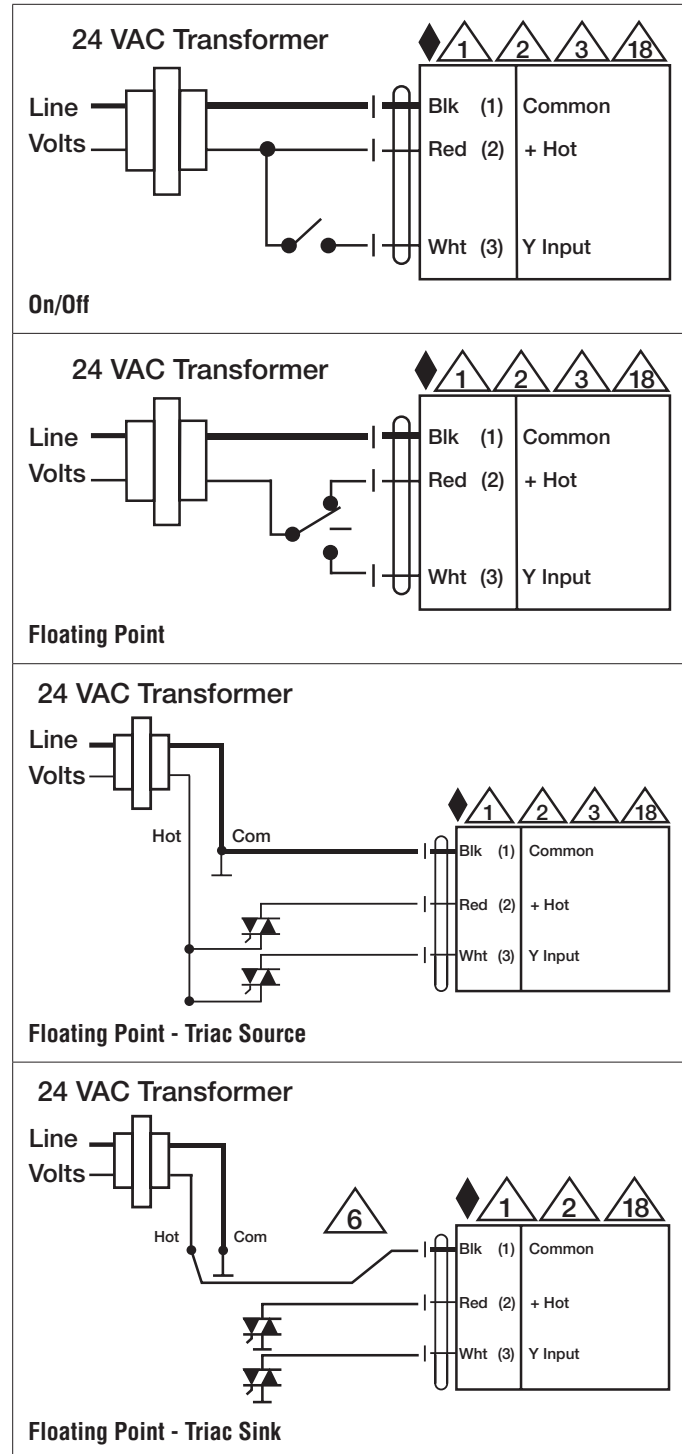 24 VAC Transformer
1 2 3 18
Line
Volts
Blk (1) Common
Red (2) + Hot
Wht (3) Y Input
On/Off
24 VAC Transformer
1 2 3 18
Line
Volts
Blk (1) Common
Red (2) + Hot
Wht (3) Y Input
Floating Point
24 VAC Transformer
Line
Volts
1 2 3 18
Hot Com
Blk (1) Common
Red (2) + Hot
Wht (3) Y Input
Floating Point - Triac Source
24 VAC Transformer
Line
Volts
6
1 2 18
Hot Com
Blk (1) Common
Red (2) + Hot
Wht (3) Y Input
Floating Point - Triac Sink